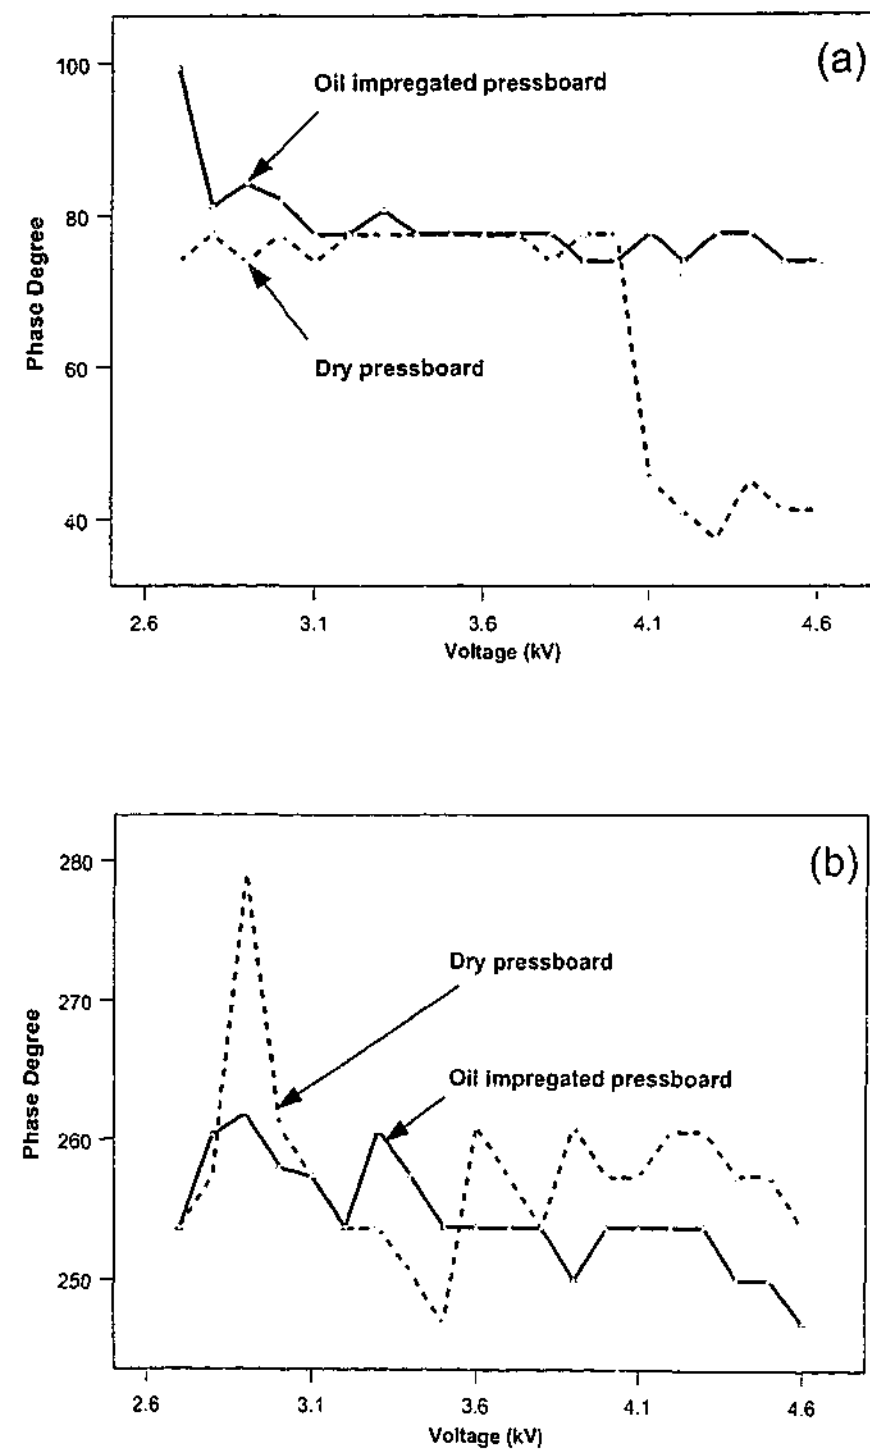 (a)
100
Oil impregated pressboard
80
Phase Degree
60
Dry pressboard
40
2.6 3.1 3.6 4.1 4.6
Voltage (kV)
(b)
280
Dry pressboard
270
Oil impregated pressboard
Phase Degree
260
250
2.6 3.1 3.6 4.1 4.6
Voltage (kV)